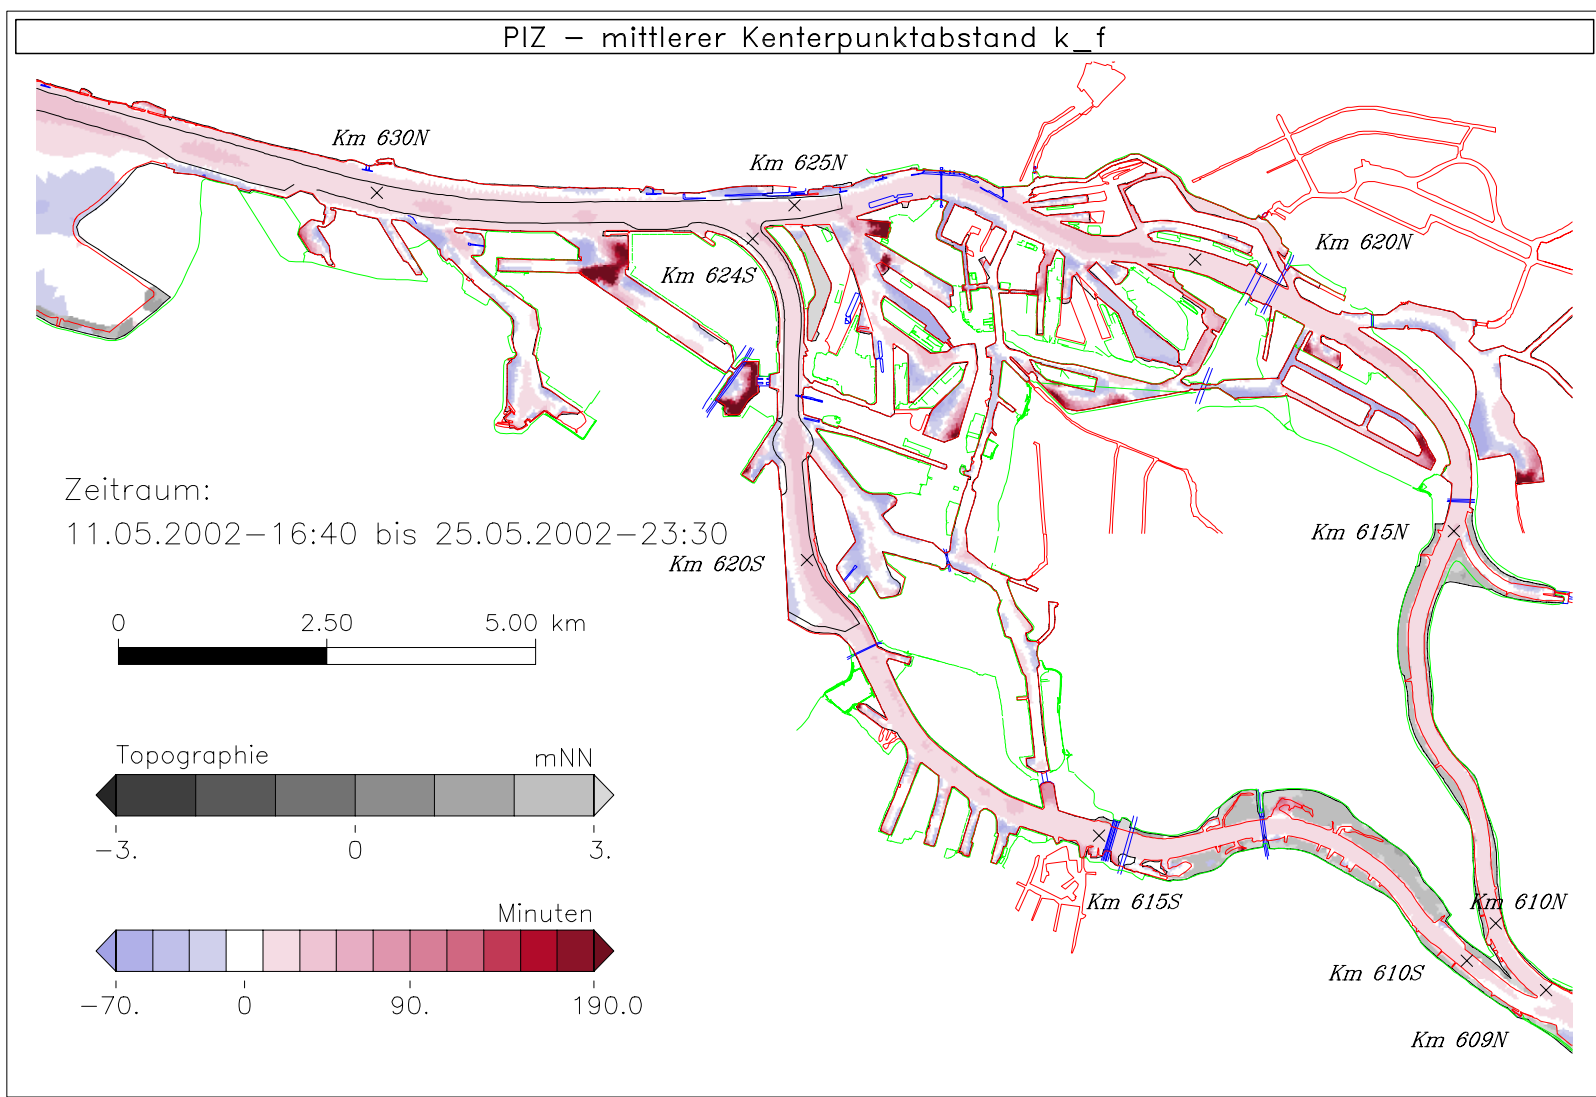 PIZ – mittlerer Kenterpunktabstand k_f
Km 630N
Km 625N
Km 620N
Km 624S
Zeitraum:
11.05.2002–16:40 bis 25.05.2002–23:30
Km 615N
Km 620S
0 2.50 5.00 km
Topographie mNN
–3. 0 3.
Km 615S
Km 610N
Minuten
Km 610S
–70. 0 90. 190.0
Km 609N